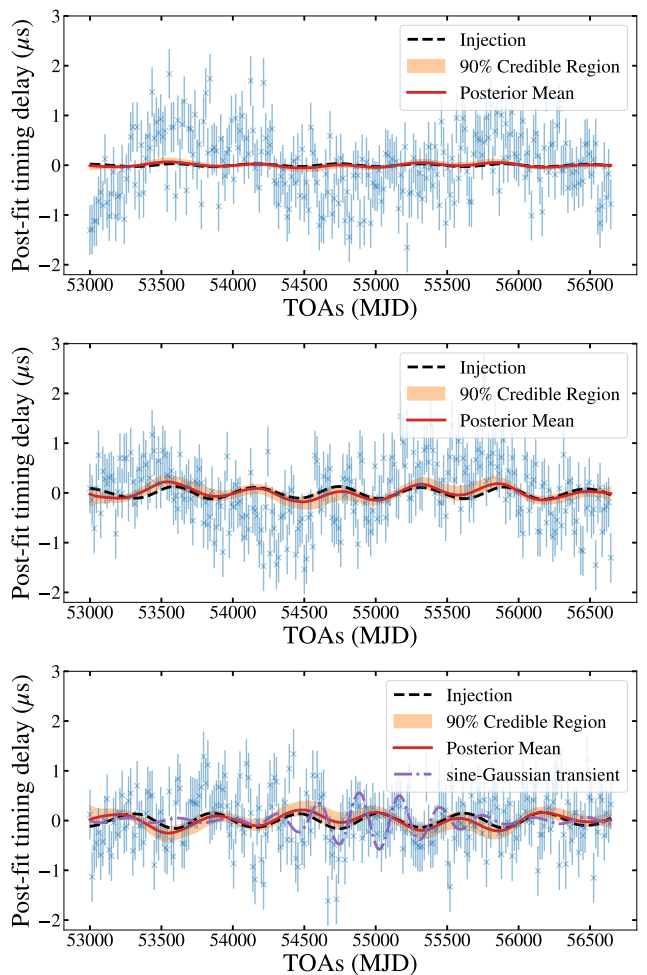 Post-fit timing delay (μs)
3
2
1
0
−1
−2
Injection
90% Credible Region
Posterior Mean
53000 53500 54000 54500 55000 55500 56000 56500
TOAs (MJD)
Post-fit timing delay (μs)
3
2
1
0
−1
−2
Injection
90% Credible Region
Posterior Mean
53000 53500 54000 54500 55000 55500 56000 56500
TOAs (MJD)
Post-fit timing delay (μs)
3
2
1
0
−1
−2
Injection
90% Credible Region
Posterior Mean
sine-Gaussian transient
53000 53500 54000 54500 55000 55500 56000 56500
TOAs (MJD)